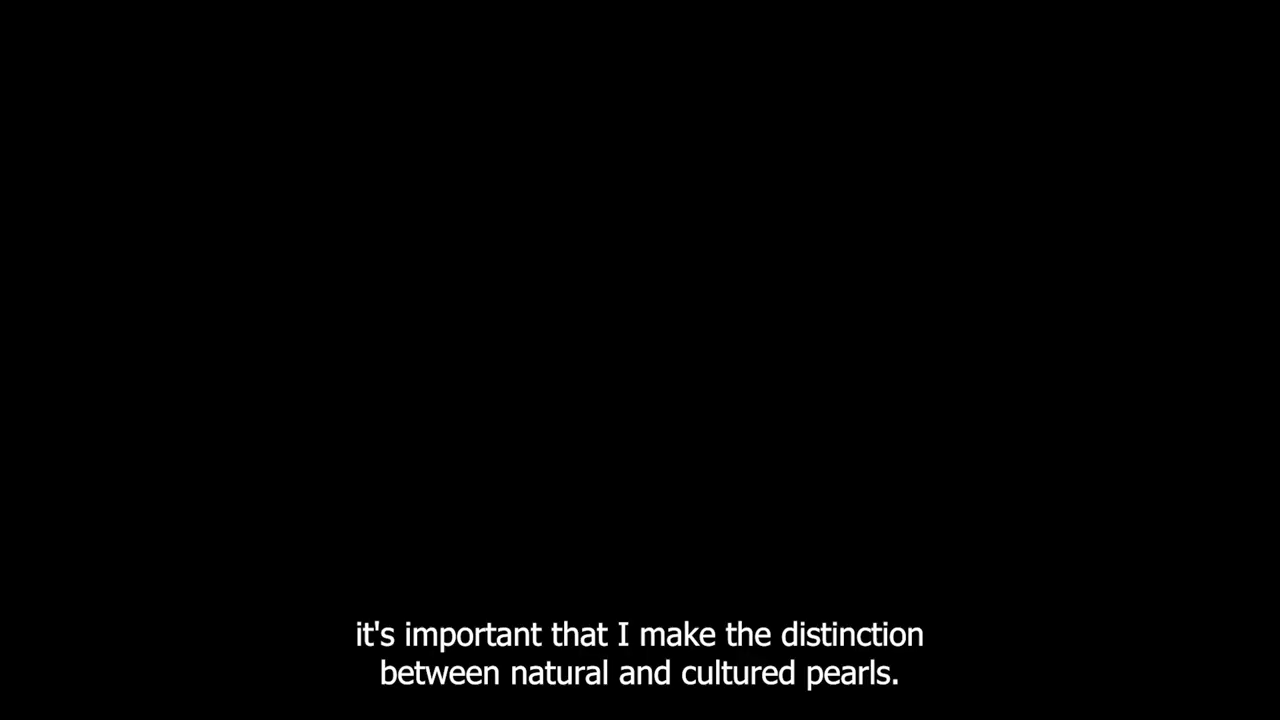 it's important that I make the distinction
between natural and cultured pearls.